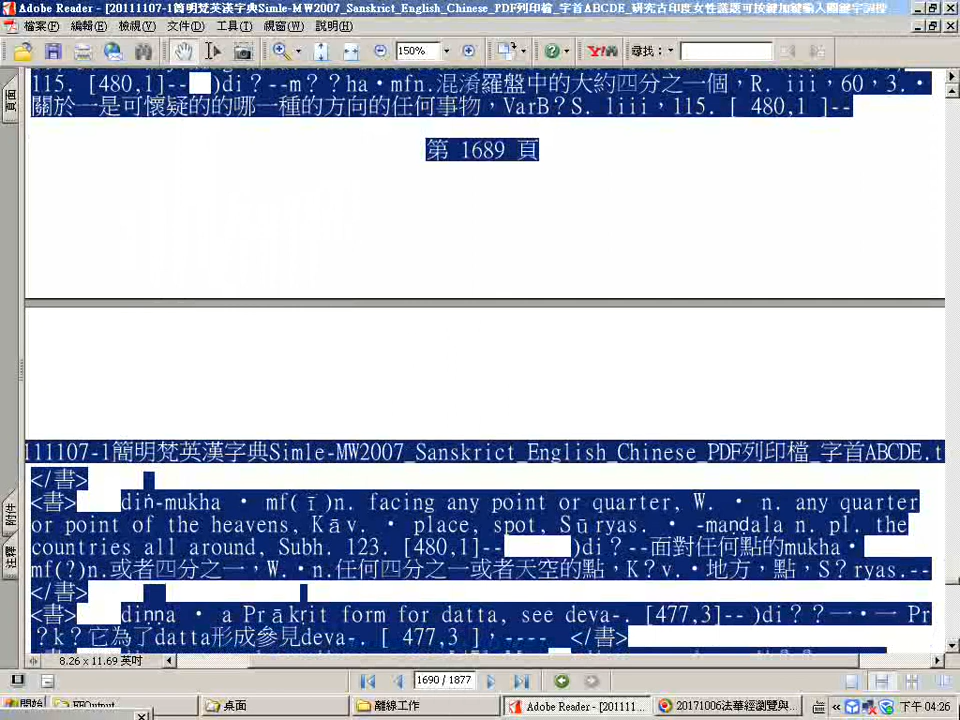 Adobe Reader - [20111107-1簡明梵英漢字典Simle-MW2007_Sanskrict_English_Chinese_PDF列印檔_字首ABCDE_研究古印度女性議題可按鍵加鍵輸入關鍵字詞搜
檔案(F) 編輯(E) 檢視(V) 文件(D) 工具(T) 視窗(W) 說明(H)
150% Y! 尋找:
頁面
115. [480,1]-- )di？--m？？ha‧mfn.混淆羅盤中的大約四分之一個，R. iii，60，3.‧
關於一是可懷疑的的哪一種的方向的任何事物，VarB？S. liii，115. [ 480,1 ]--
第 1689 頁
111107-1簡明梵英漢字典Simle-MW2007_Sanskrict_English_Chinese_PDF列印檔_字首ABCDE.t
</書>
<書> diṅ-mukha ‧ mf(ī)n. facing any point or quarter, W. ‧ n. any quarter
or point of the heavens, Kāv. ‧ place, spot, Sūryas. ‧ -maṇḍala n. pl. the
countries all around, Subh. 123. [480,1]-- )di？--面對任何點的mukha‧
mf(?)n.或者四分之一，W.‧n.任何四分之一或者天空的點，K？v.‧地方，點，S？ryas.--
</書>
<書> diṇṇa ‧ a Prākṛit form for datta, see deva-. [477,3]--)di？？一‧一 Pr
？k？它為了datta形成參見deva-. [ 477,3 ]，---- </書>
附件
注釋
8.26 x 11.69 英吋
1690 / 1877
開始 FFOutput 桌面 離線工作 Adobe Reader - [201111... 20171006法華經瀏覽與... 下午 04:26